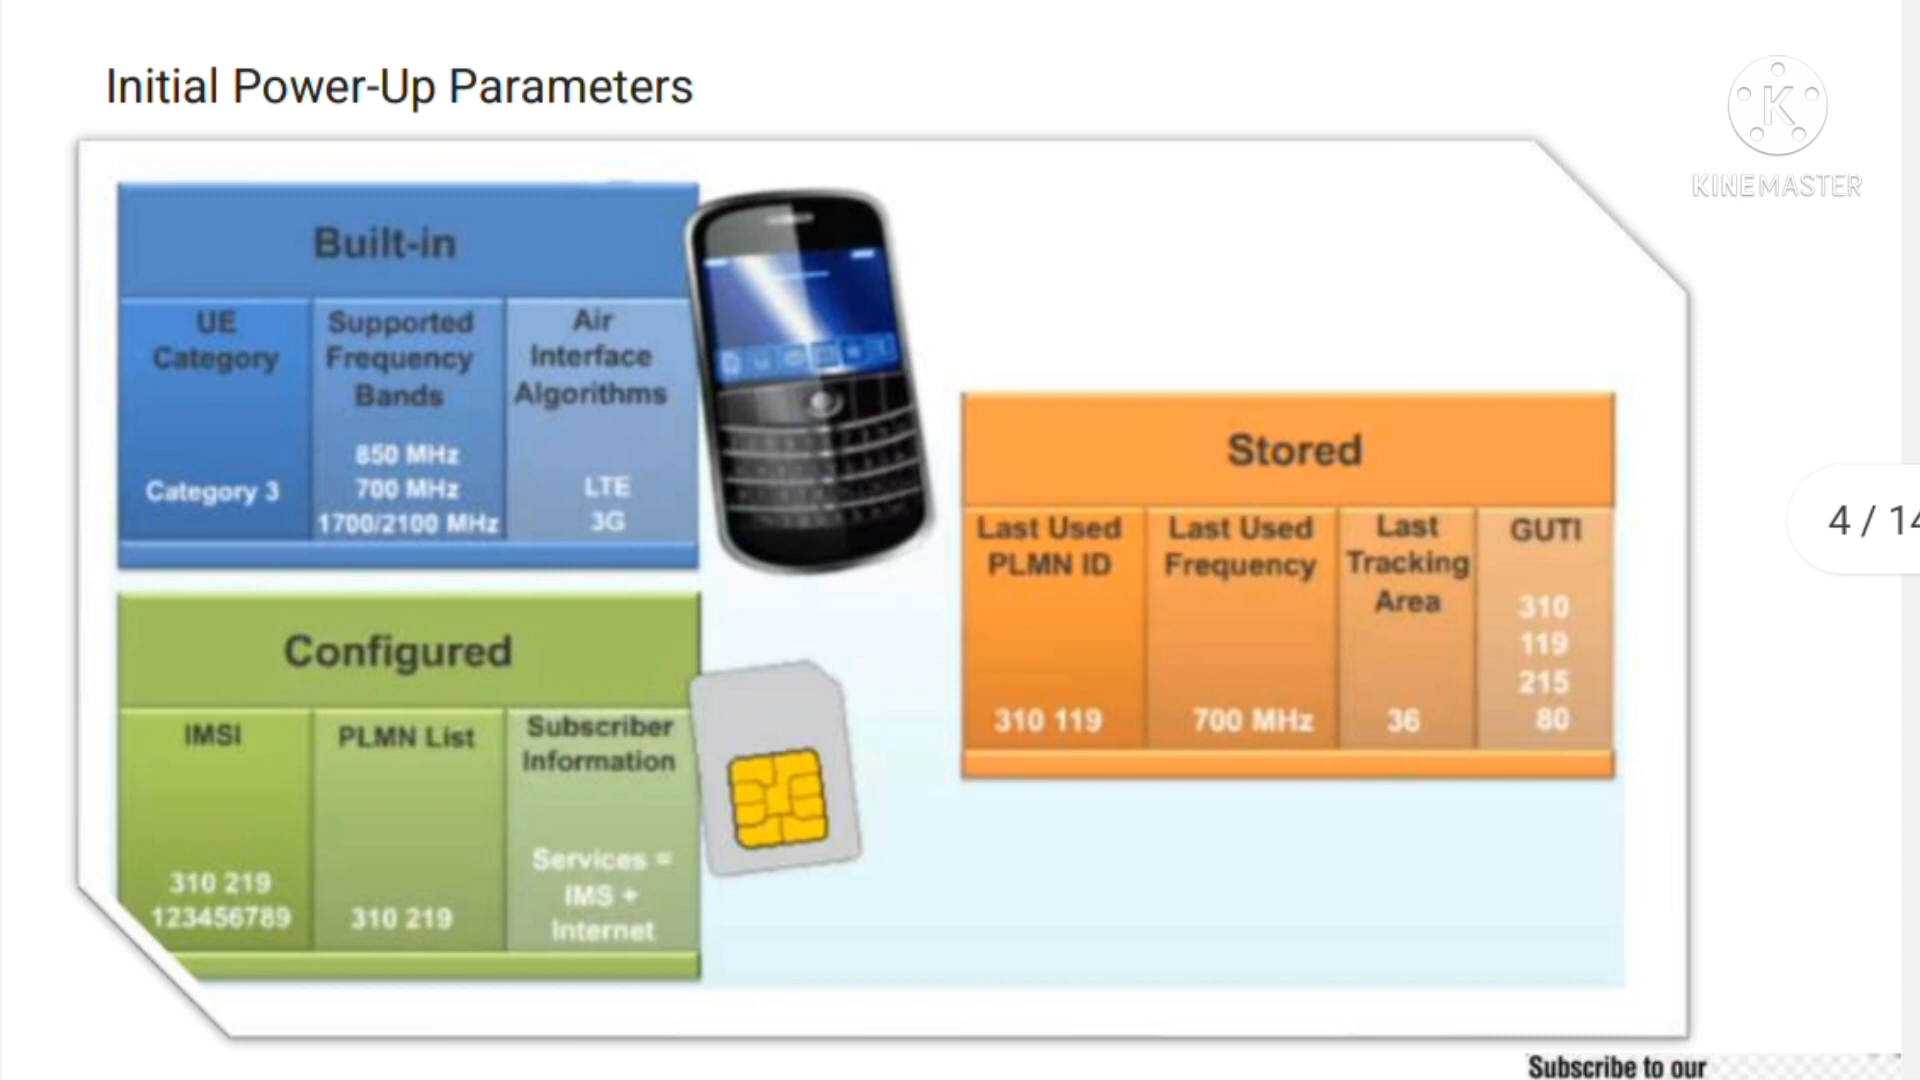 Initial Power-Up Parameters
KINEMASTER
Built-in
UE Category
Category 3
Supported Frequency Bands
850 MHz
700 MHz
1700/2100 MHz
Air Interface Algorithms
LTE
3G
Stored
Last Used PLMN ID
310 119
Last Used Frequency
700 MHz
Last Tracking Area
36
GUTI
310
119
215
80
4 / 14
Configured
IMSI
310 219
123456789
PLMN List
310 219
Subscriber Information
Services =
IMS +
Internet
Subscribe to our